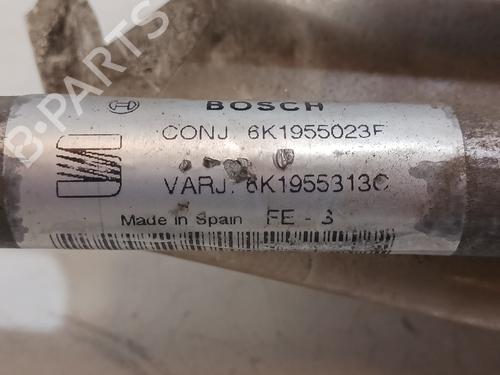 B-PARTS
BOSCH
CONJ 6K1955023F
VARJ. 6K1955313C
Made in Spain FE - 3